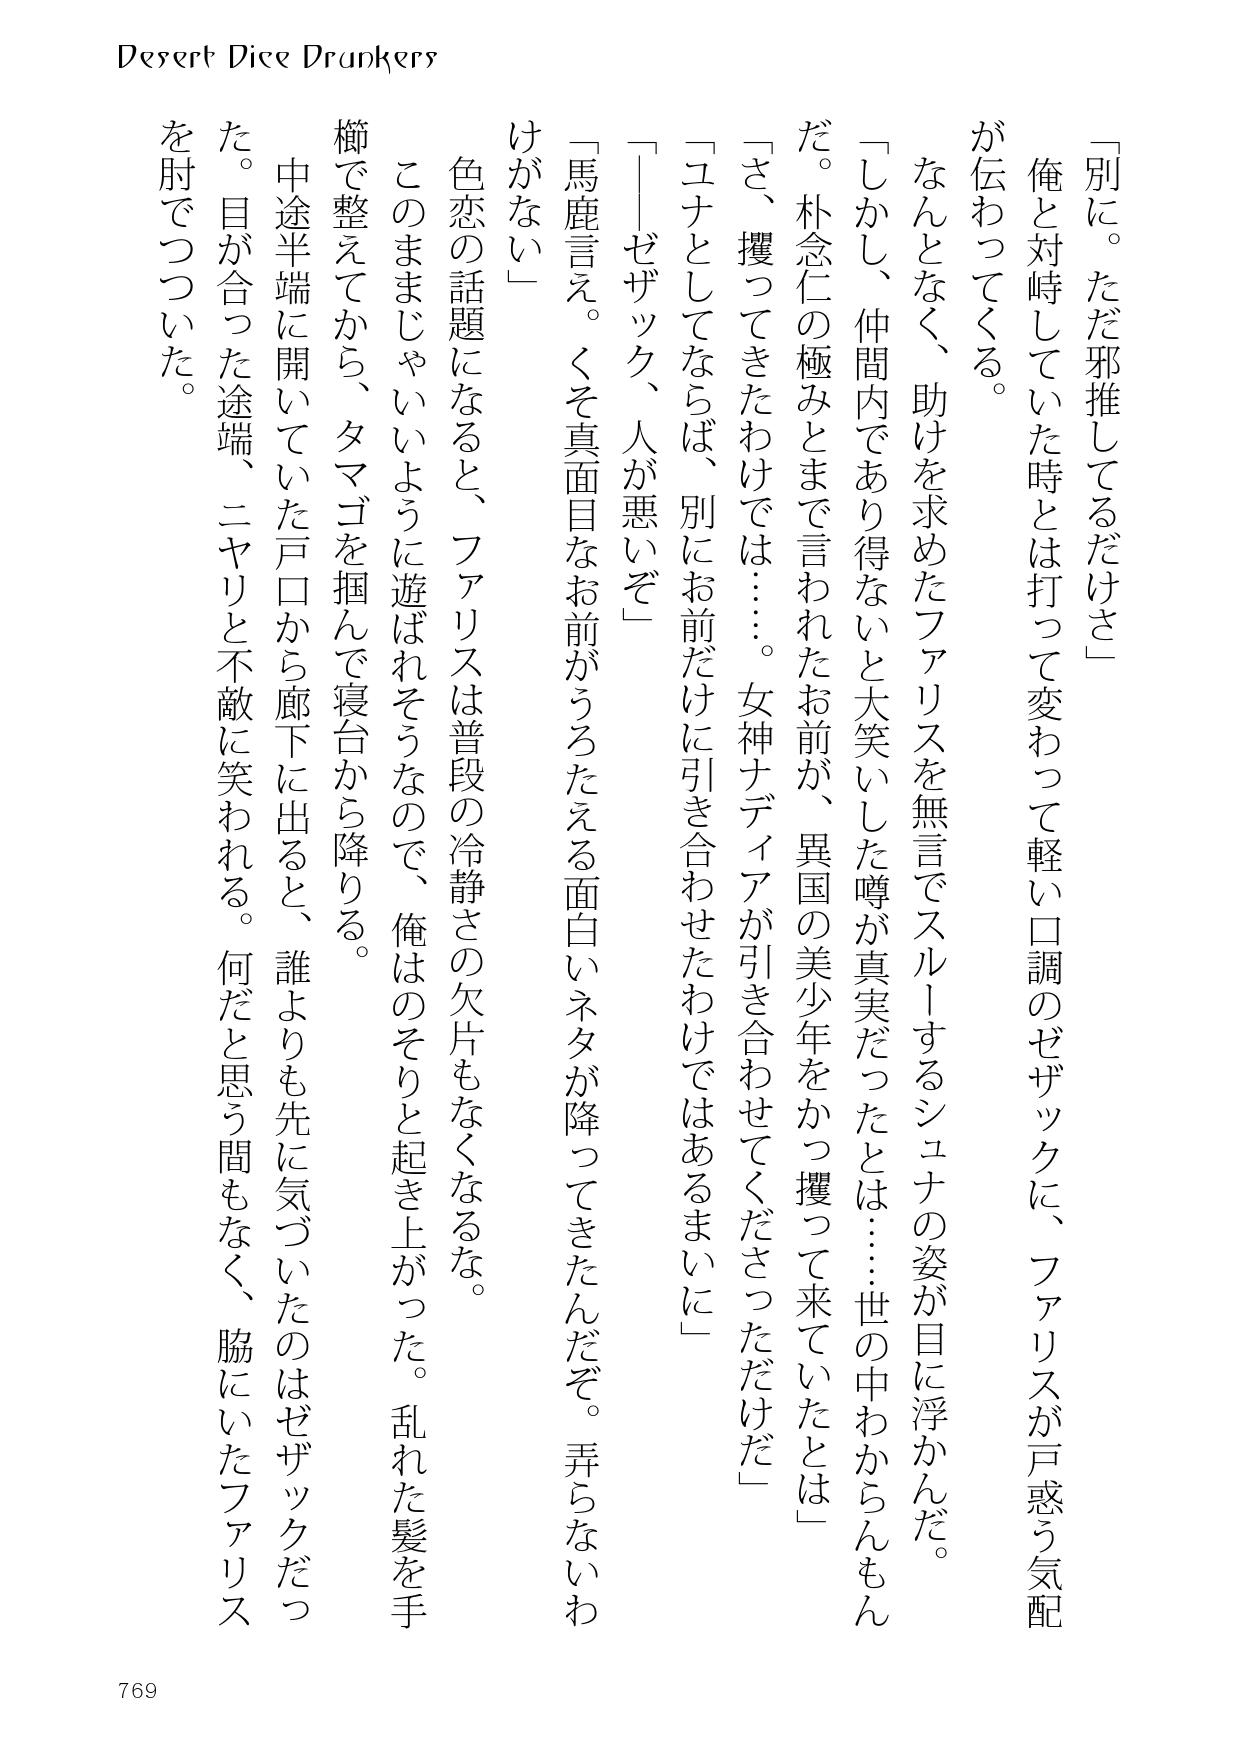 Desert Dice Drunkers
「別に。ただ邪推してるだけさ」
俺と対峙していた時とは打って変わって軽い口調のゼザックに、ファリスが戸惑う気配
が伝わってくる。
なんとなく、助けを求めたファリスを無言でスルーするシュナの姿が目に浮かんだ。
「しかし、仲間内であり得ないと大笑いした噂が真実だったとは……世の中わからんもん
だ。朴念仁の極みとまで言われたお前が、異国の美少年をかっ攫って来ていたとは」
「さ、攫ってきたわけでは……。女神ナディアが引き合わせてくださっただけだ」
「ユナとしてならば、別にお前だけに引き合わせたわけではあるまいに」
「――ゼザック、人が悪いぞ」
「馬鹿言え。くそ真面目なお前がうろたえる面白いネタが降ってきたんだぞ。弄らないわ
けがない」
色恋の話題になると、ファリスは普段の冷静さの欠片もなくなるな。
このままじゃいいように遊ばれそうなので、俺はのそりと起き上がった。乱れた髪を手
櫛で整えてから、タマゴを掴んで寝台から降りる。
中途半端に開いていた戸口から廊下に出ると、誰よりも先に気づいたのはゼザックだっ
た。目が合った途端、ニヤリと不敵に笑われる。何だと思う間もなく、脇にいたファリス
を肘でつついた。
769